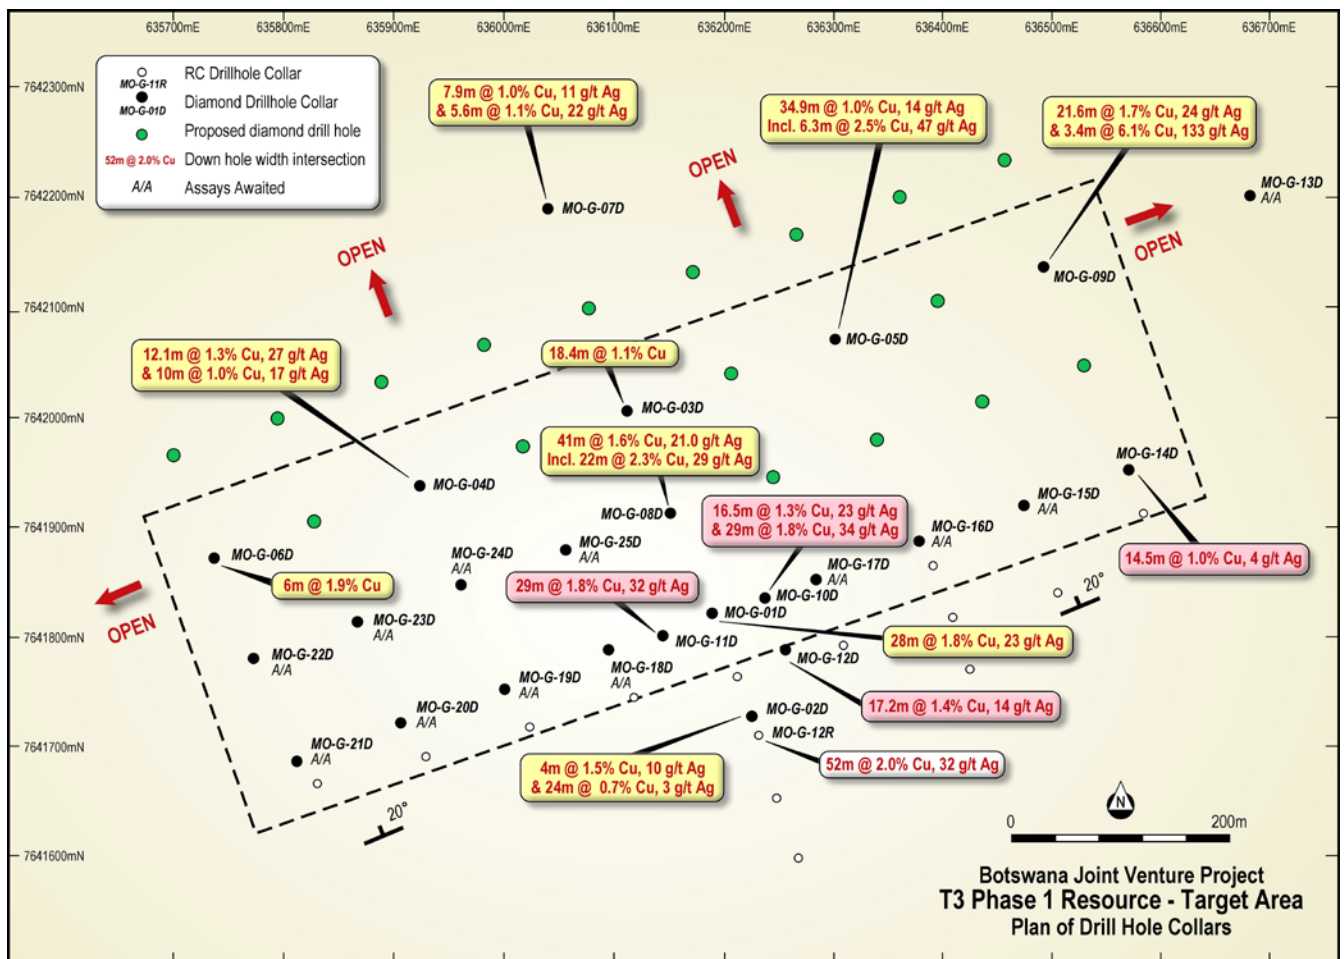 635700mE
635800mE
635900mE
636000mE
636100mE
636200mE
636300mE
636400mE
636500mE
636600mE
636700mE
7642300mN
7642200mN
7642100mN
7642000mN
7641900mN
7641800mN
7641700mN
7641600mN
MO-G-11R
RC Drillhole Collar
MO-G-01D
Diamond Drillhole Collar
Proposed diamond drill hole
52m @ 2.0% Cu
Down hole width intersection
A/A
Assays Awaited
7.9m @ 1.0% Cu, 11 g/t Ag
& 5.6m @ 1.1% Cu, 22 g/t Ag
34.9m @ 1.0% Cu, 14 g/t Ag
Incl. 6.3m @ 2.5% Cu, 47 g/t Ag
21.6m @ 1.7% Cu, 24 g/t Ag
& 3.4m @ 6.1% Cu, 133 g/t Ag
OPEN
MO-G-13D
A/A
MO-G-07D
OPEN
OPEN
MO-G-09D
MO-G-05D
12.1m @ 1.3% Cu, 27 g/t Ag
& 10m @ 1.0% Cu, 17 g/t Ag
18.4m @ 1.1% Cu
MO-G-03D
41m @ 1.6% Cu, 21.0 g/t Ag
Incl. 22m @ 2.3% Cu, 29 g/t Ag
MO-G-14D
MO-G-04D
MO-G-15D
A/A
MO-G-08D
16.5m @ 1.3% Cu, 23 g/t Ag
& 29m @ 1.8% Cu, 34 g/t Ag
MO-G-16D
A/A
MO-G-06D
MO-G-24D
A/A
MO-G-25D
A/A
14.5m @ 1.0% Cu, 4 g/t Ag
MO-G-17D
A/A
6m @ 1.9% Cu
29m @ 1.8% Cu, 32 g/t Ag
MO-G-10D
20°
OPEN
MO-G-23D
A/A
MO-G-01D
MO-G-11D
28m @ 1.8% Cu, 23 g/t Ag
MO-G-22D
A/A
MO-G-18D
A/A
MO-G-12D
MO-G-19D
A/A
17.2m @ 1.4% Cu, 14 g/t Ag
MO-G-20D
A/A
MO-G-02D
MO-G-12R
MO-G-21D
A/A
4m @ 1.5% Cu, 10 g/t Ag
& 24m @ 0.7% Cu, 3 g/t Ag
52m @ 2.0% Cu, 32 g/t Ag
20°
N
0
200m
Botswana Joint Venture Project
T3 Phase 1 Resource - Target Area
Plan of Drill Hole Collars